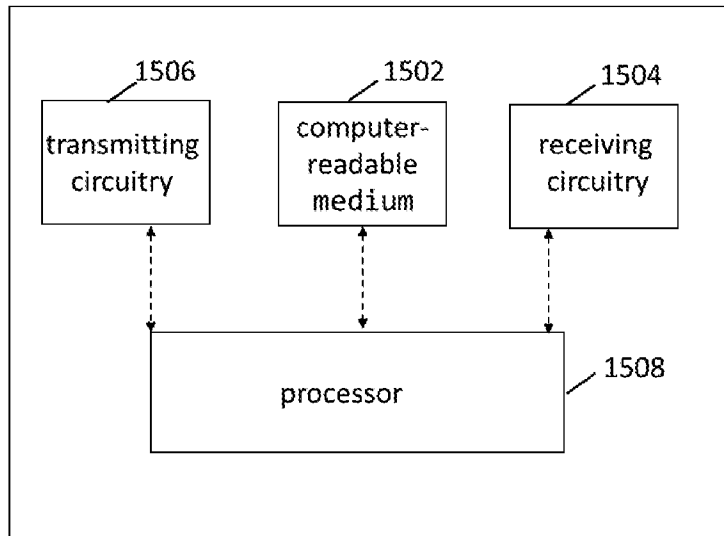 1506
1502
1504
transmitting
circuitry
computer-
readable
medium
receiving
circuitry
processor
1508